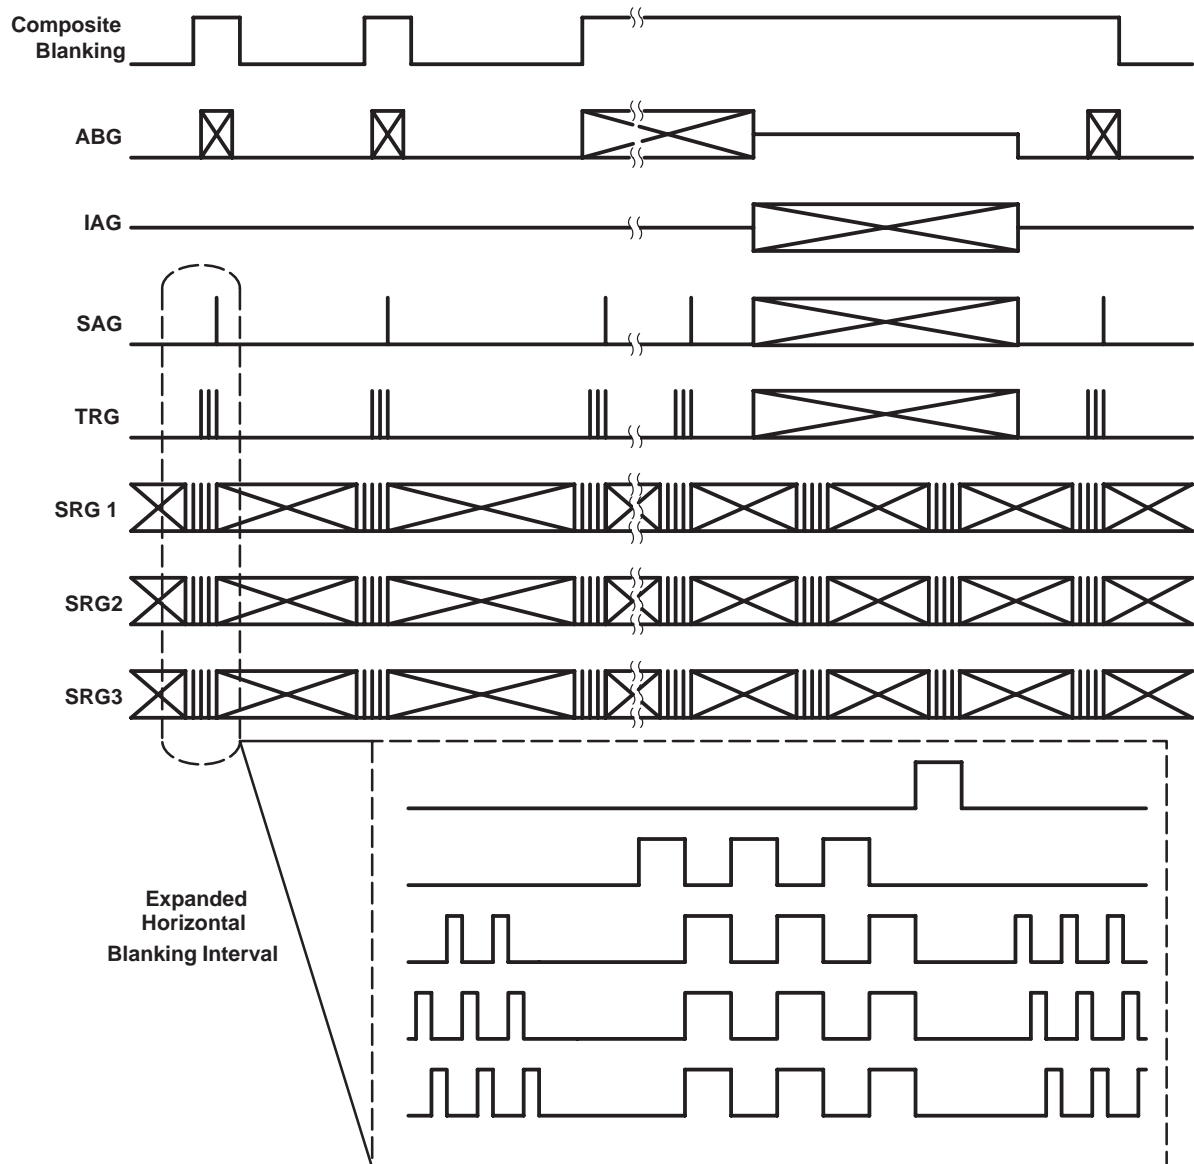 Composite
Blanking
ABG
IAG
SAG
TRG
SRG 1
SRG2
SRG3
Expanded
Horizontal
Blanking Interval